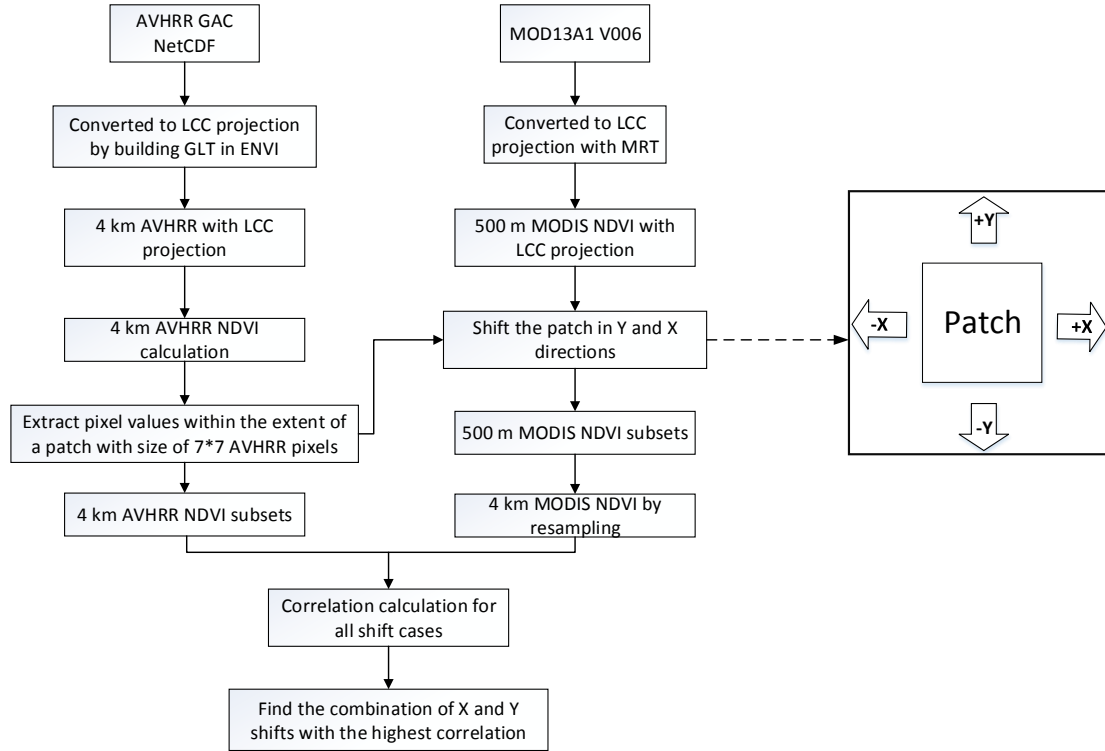 AVHRR GAC
NetCDF
Converted to LCC projection
by building GLT in ENVI
4 km AVHRR with LCC
projection
4 km AVHRR NDVI
calculation
Extract pixel values within the extent of
a patch with size of 7*7 AVHRR pixels
4 km AVHRR NDVI subsets
MOD13A1 V006
Converted to LCC
projection with MRT
500 m MODIS NDVI with
LCC projection
Shift the patch in Y and X
directions
500 m MODIS NDVI subsets
4 km MODIS NDVI by
resampling
Correlation calculation for
all shift cases
Find the combination of X and Y
shifts with the highest correlation
+Y
-X
Patch
+X
-Y